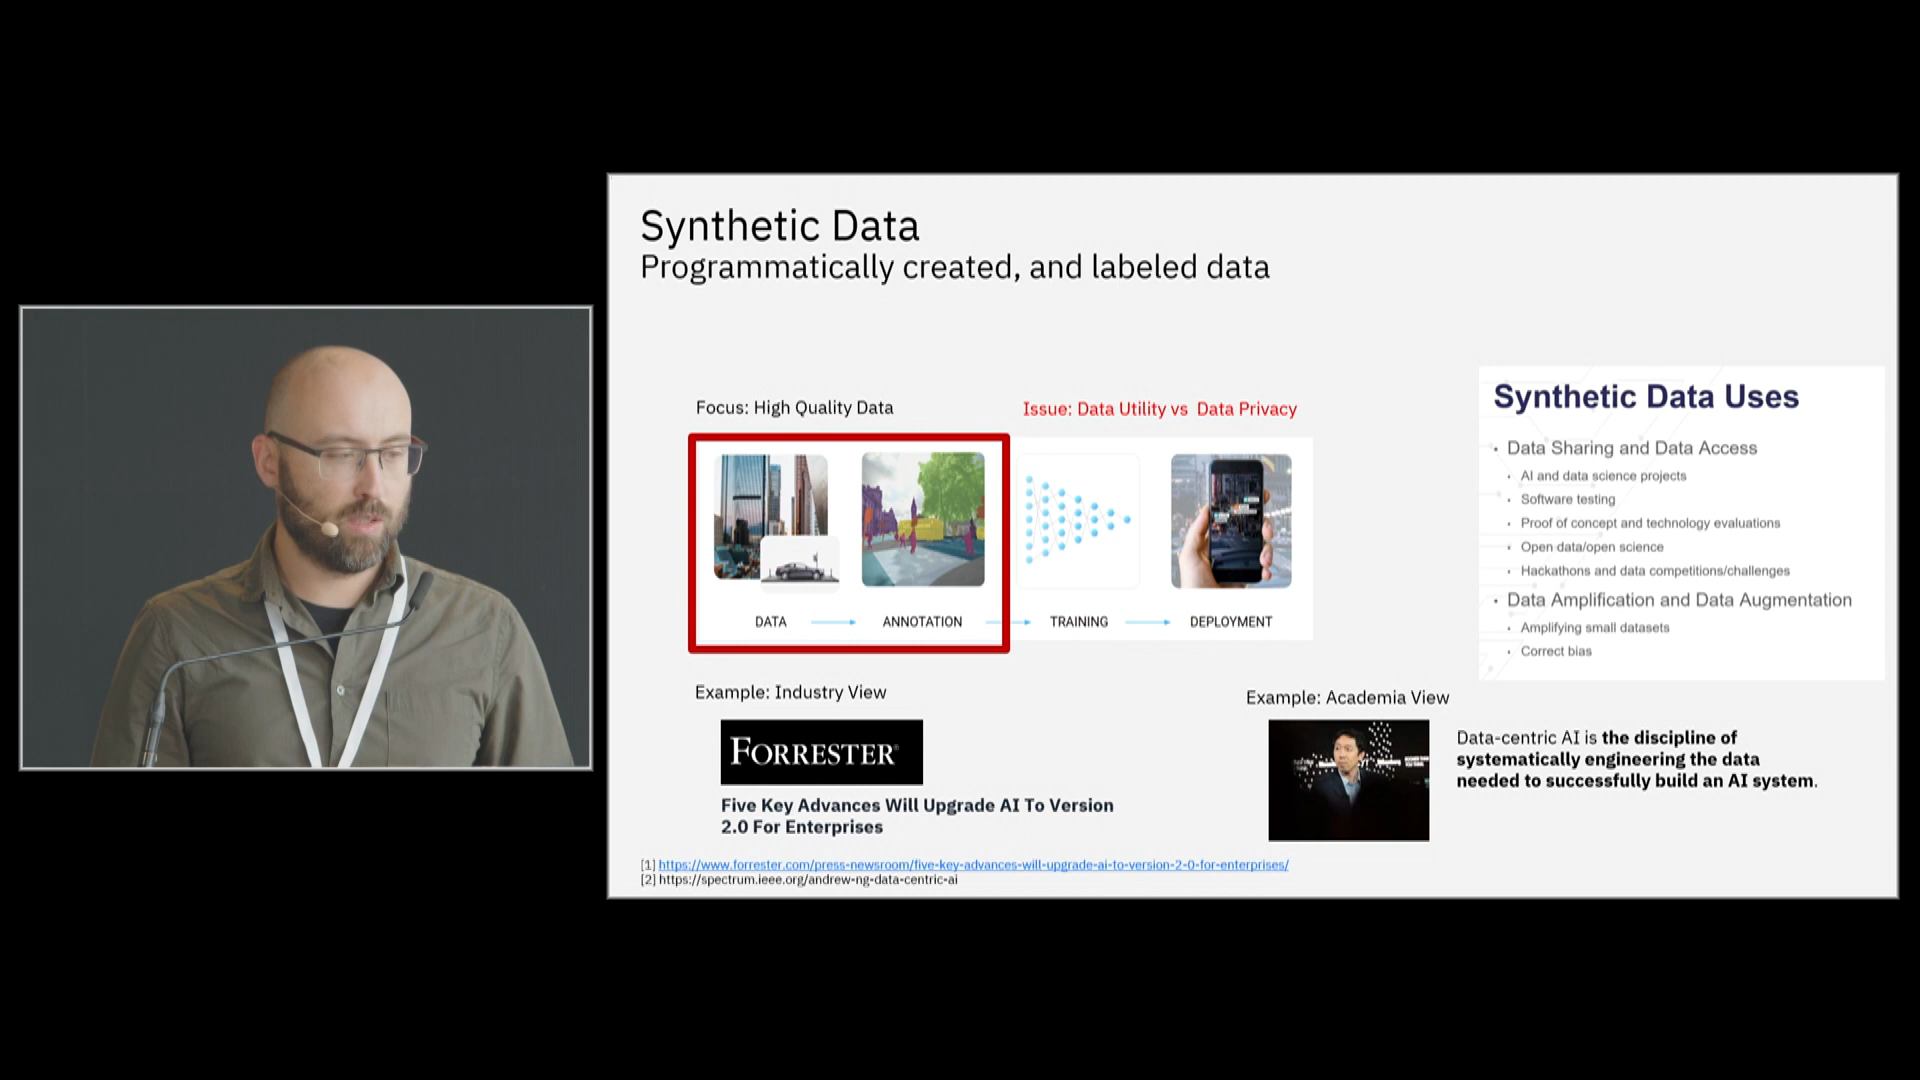 Synthetic Data
Programmatically created, and labeled data
Focus: High Quality Data
Issue: Data Utility vs Data Privacy
DATA
ANNOTATION
TRAINING
DEPLOYMENT
Synthetic Data Uses
• Data Sharing and Data Access
• AI and data science projects
• Software testing
• Proof of concept and technology evaluations
• Open data/open science
• Hackathons and data competitions/challenges
• Data Amplification and Data Augmentation
• Amplifying small datasets
• Correct bias
Example: Industry View
FORRESTER®
Five Key Advances Will Upgrade AI To Version
2.0 For Enterprises
Example: Academia View
Data-centric AI is the discipline of
systematically engineering the data
needed to successfully build an AI system.
[1] https://www.forrester.com/press-newsroom/five-key-advances-will-upgrade-ai-to-version-2-0-for-enterprises/
[2] https://spectrum.ieee.org/andrew-ng-data-centric-ai